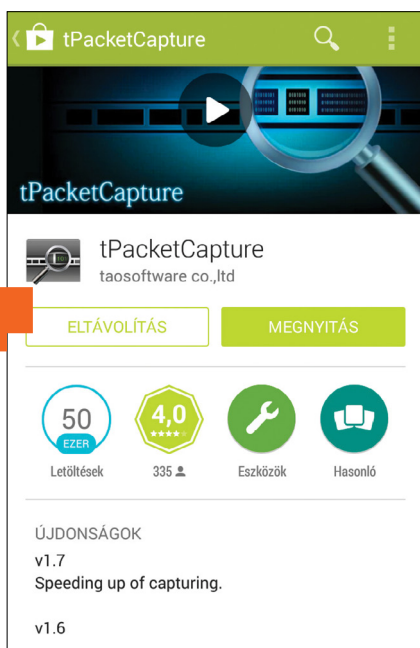 tPacketCapture
tPacketCapture
tPacketCapture
taosoftware co.,ltd
ELTÁVOLÍTÁS
MEGNYITÁS
50
EZER
4,0
Letöltések
335
Eszközök
Hasonló
ÚJDONSÁGOK
v1.7
Speeding up of capturing.
v1.6